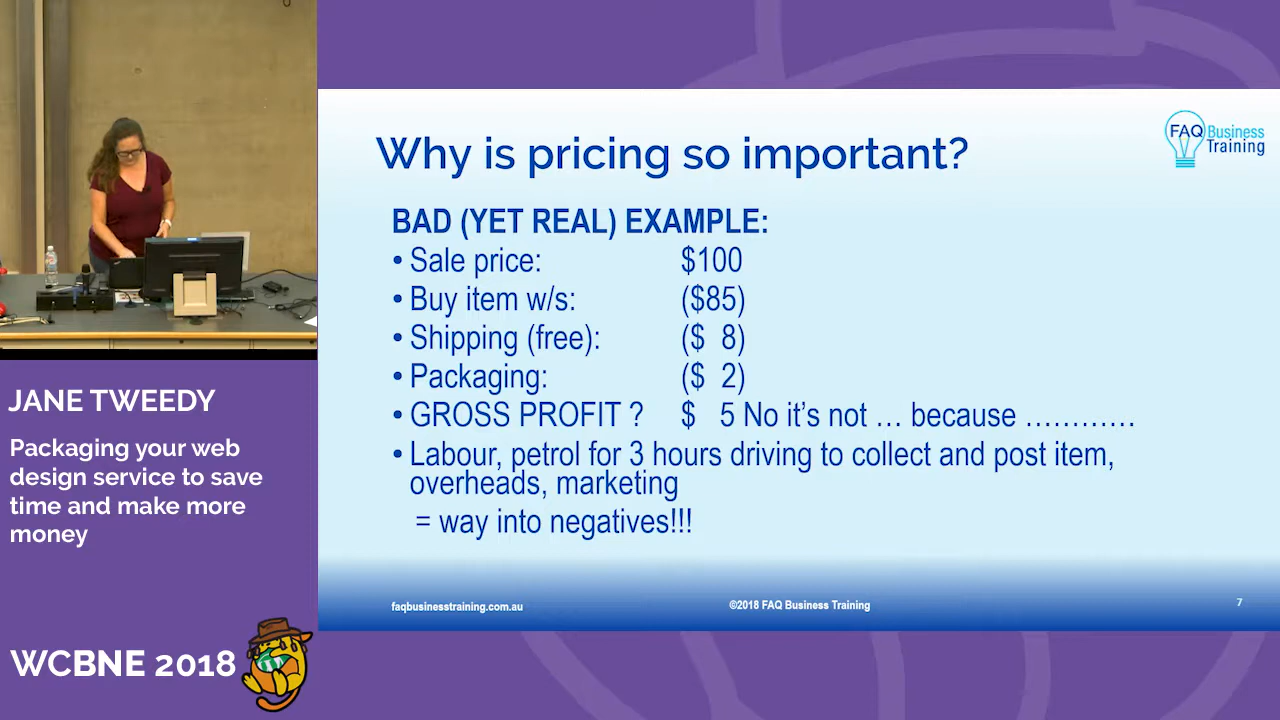 Why is pricing so important?
FAQ Business
Training
BAD (YET REAL) EXAMPLE:
• Sale price: $100
• Buy item w/s: ($85)
• Shipping (free): ($ 8)
• Packaging: ($ 2)
• GROSS PROFIT ? $ 5 No it's not ... because ............
• Labour, petrol for 3 hours driving to collect and post item,
overheads, marketing
= way into negatives!!!
faqbusinesstraining.com.au
©2018 FAQ Business Training
7
JANE TWEEDY
Packaging your web
design service to save
time and make more
money
WCBNE 2018